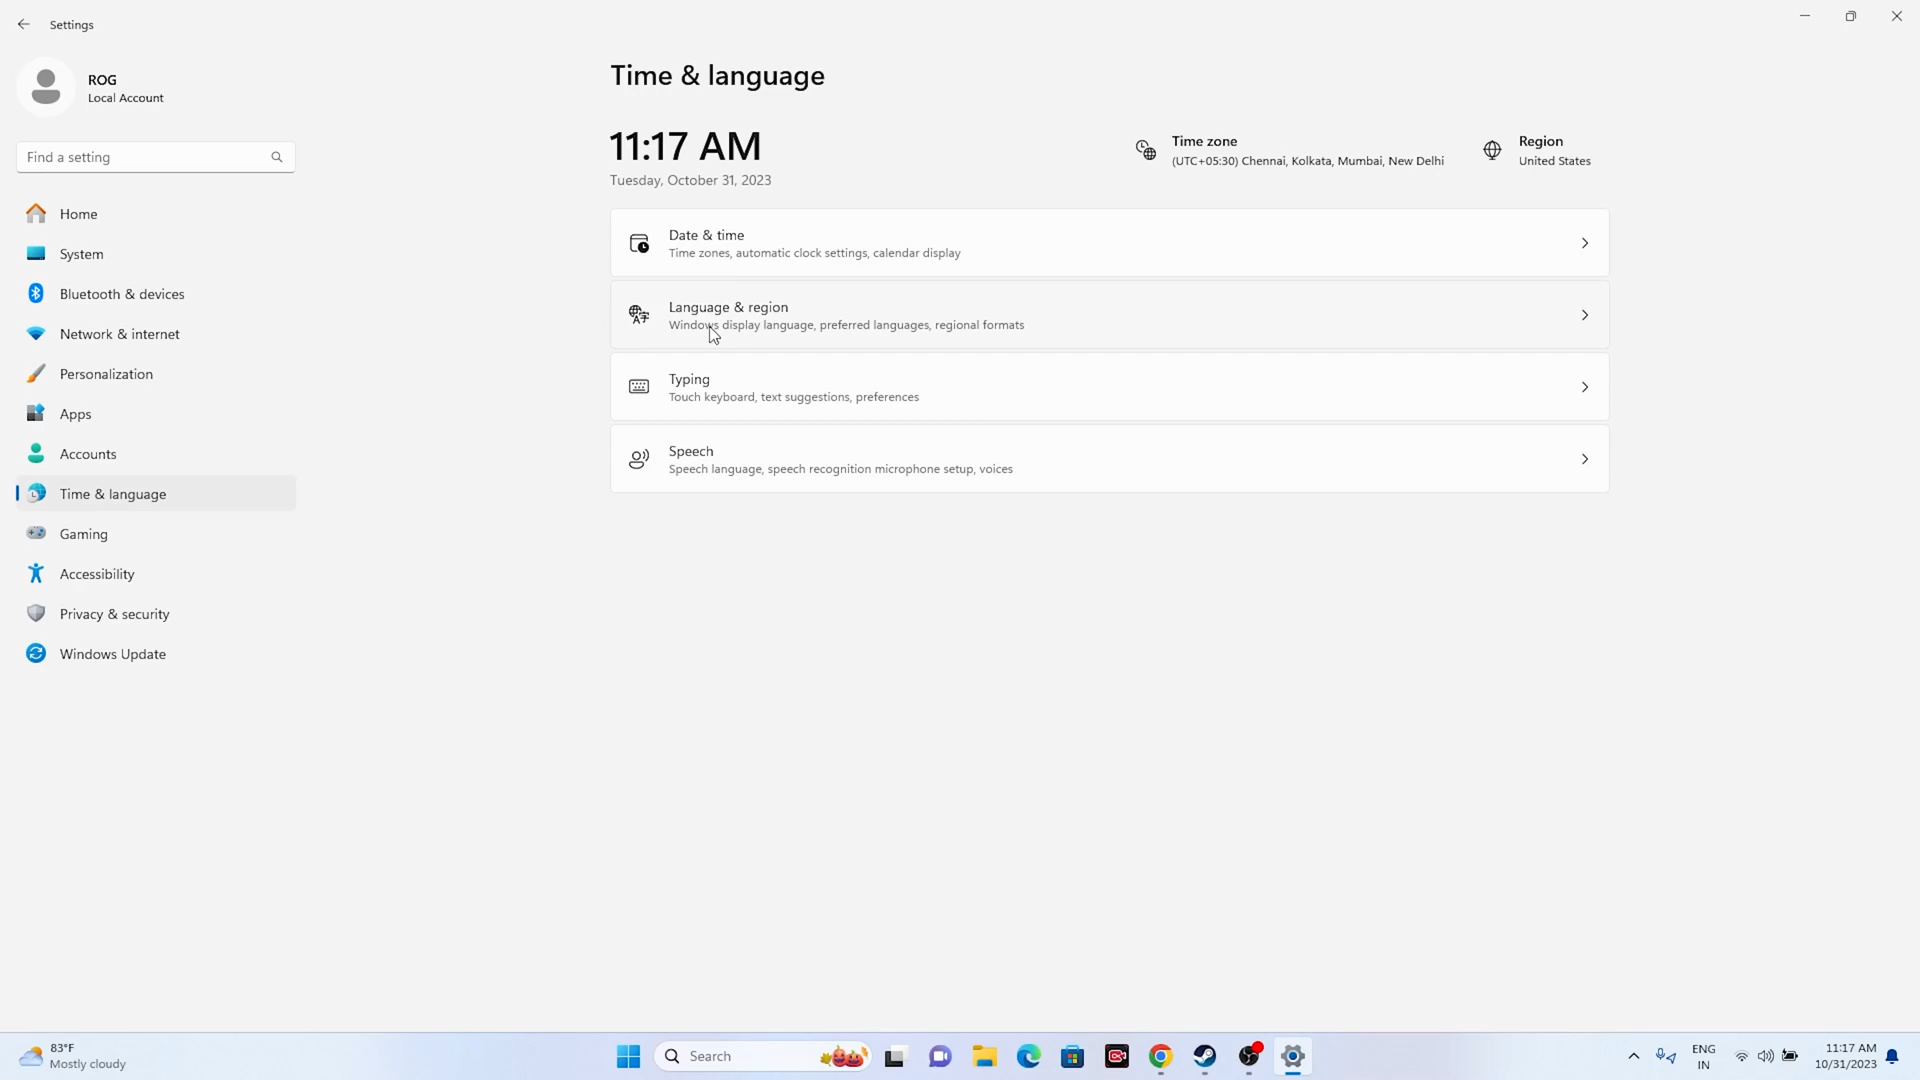 Settings
ROG
Local Account
Find a setting
Home
System
Bluetooth & devices
Network & internet
Personalization
Apps
Accounts
Time & language
Gaming
Accessibility
Privacy & security
Windows Update
Time & language
11:17 AM
Tuesday, October 31, 2023
Time zone
(UTC+05:30) Chennai, Kolkata, Mumbai, New Delhi
Region
United States
Date & time
Time zones, automatic clock settings, calendar display
Language & region
Windows display language, preferred languages, regional formats
Typing
Touch keyboard, text suggestions, preferences
Speech
Speech language, speech recognition microphone setup, voices
83°F
Mostly cloudy
Search
ENG
IN
11:17 AM
10/31/2023